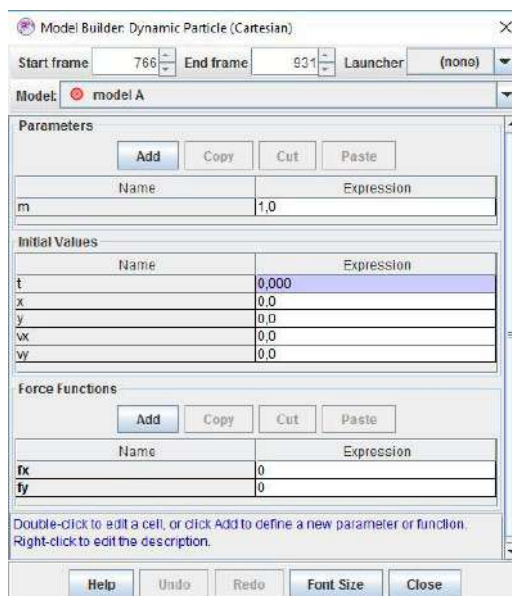 Model Builder: Dynamic Particle (Cartesian)
Start frame 766 End frame 931 Launcher (none)
Model: model A
Parameters
Add Copy Cut Paste
Name Expression
m 1,0
Initial Values
Name Expression
t 0,000
x 0,0
y 0,0
vx 0,0
vy 0,0
Force Functions
Add Copy Cut Paste
Name Expression
fx 0
fy 0
Double-click to edit a cell, or click Add to define a new parameter or function.
Right-click to edit the description.
Help Undo Redo Font Size Close